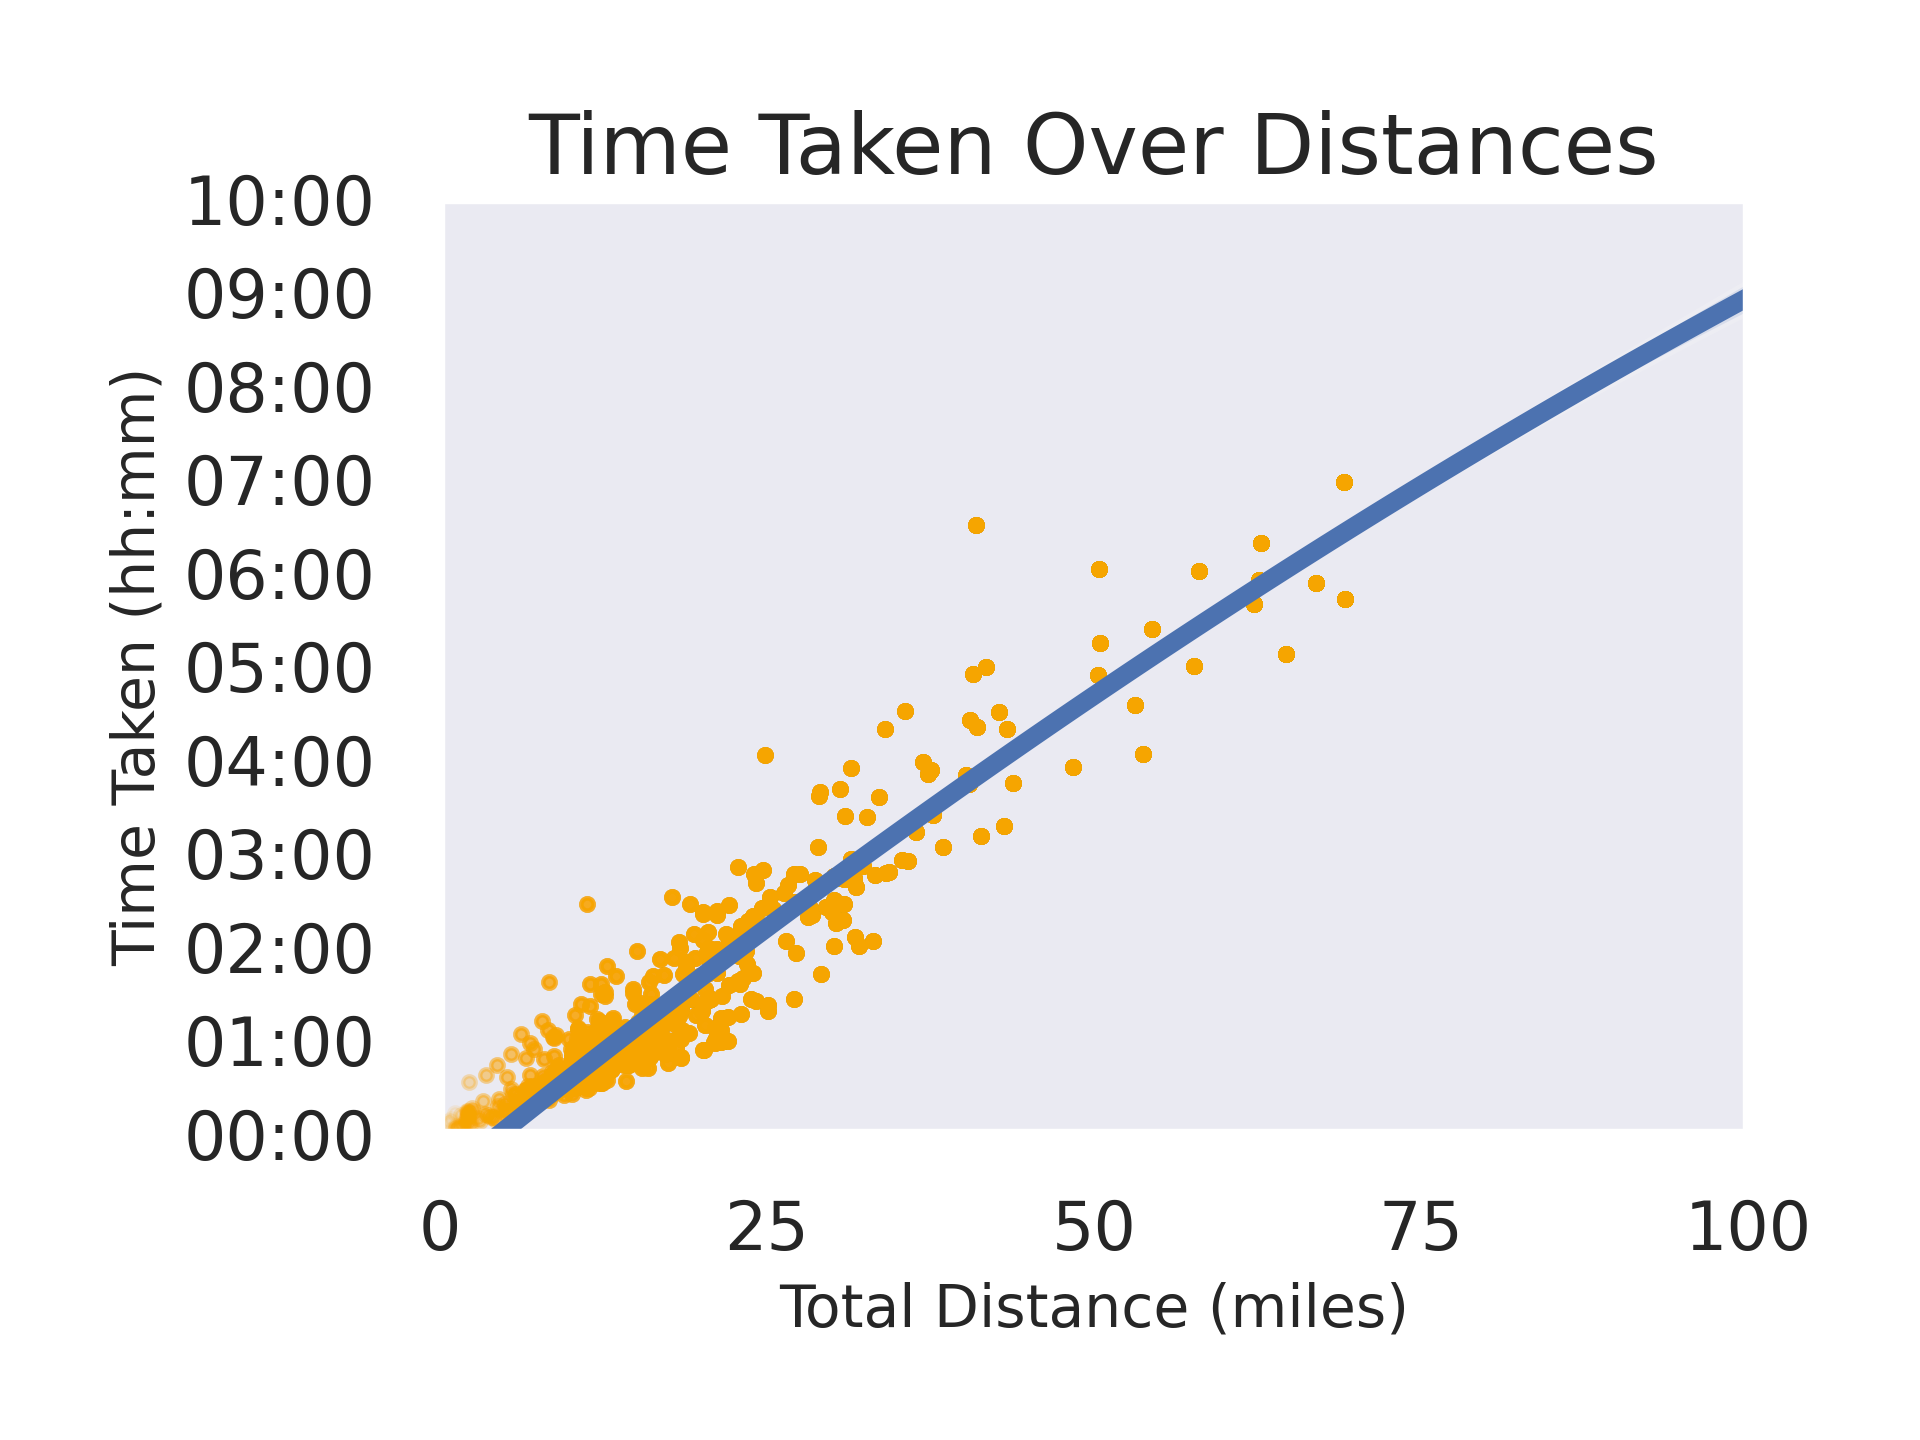 Time Taken Over Distances
10:00
09:00
08:00
07:00
06:00
05:00
04:00
03:00
02:00
01:00
00:00
Time Taken (hh:mm)
0 25 50 75 100
Total Distance (miles)